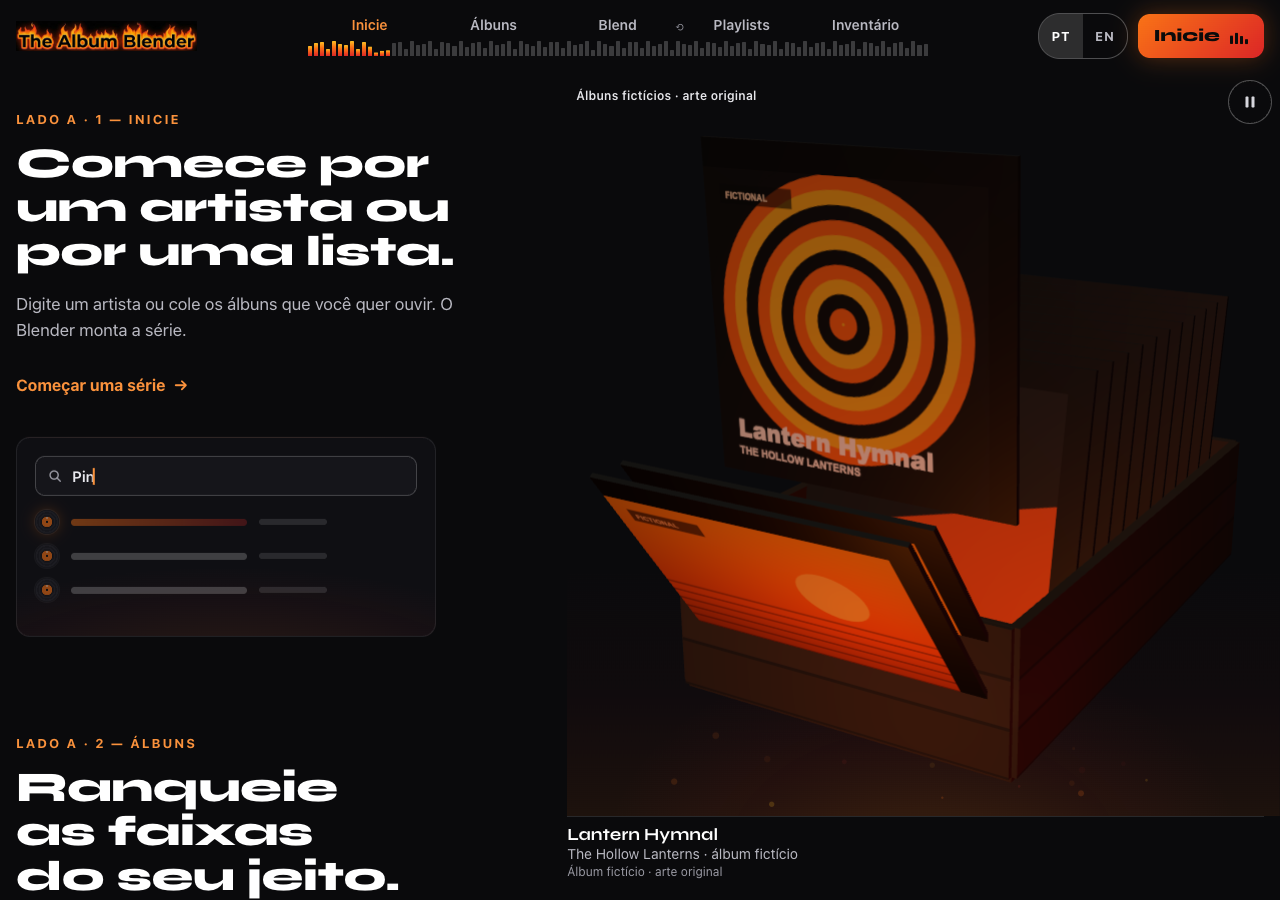 The Album Blender
Inicie
Álbuns
Blend
Playlists
Inventário
PT
EN
Inicie
Álbuns fictícios · arte original
LADO A · 1 — INICIE
Comece por
um artista ou
por uma lista.
Digite um artista ou cole os álbuns que você quer ouvir. O
Blender monta a série.
Começar uma série →
Pin
FICTIONAL
Lantern Hymnal
THE HOLLOW LANTERNS
FICTIONAL
LADO A · 2 — ÁLBUNS
Ranqueie
as faixas
do seu jeito.
Lantern Hymnal
The Hollow Lanterns · álbum fictício
Álbum fictício · arte original